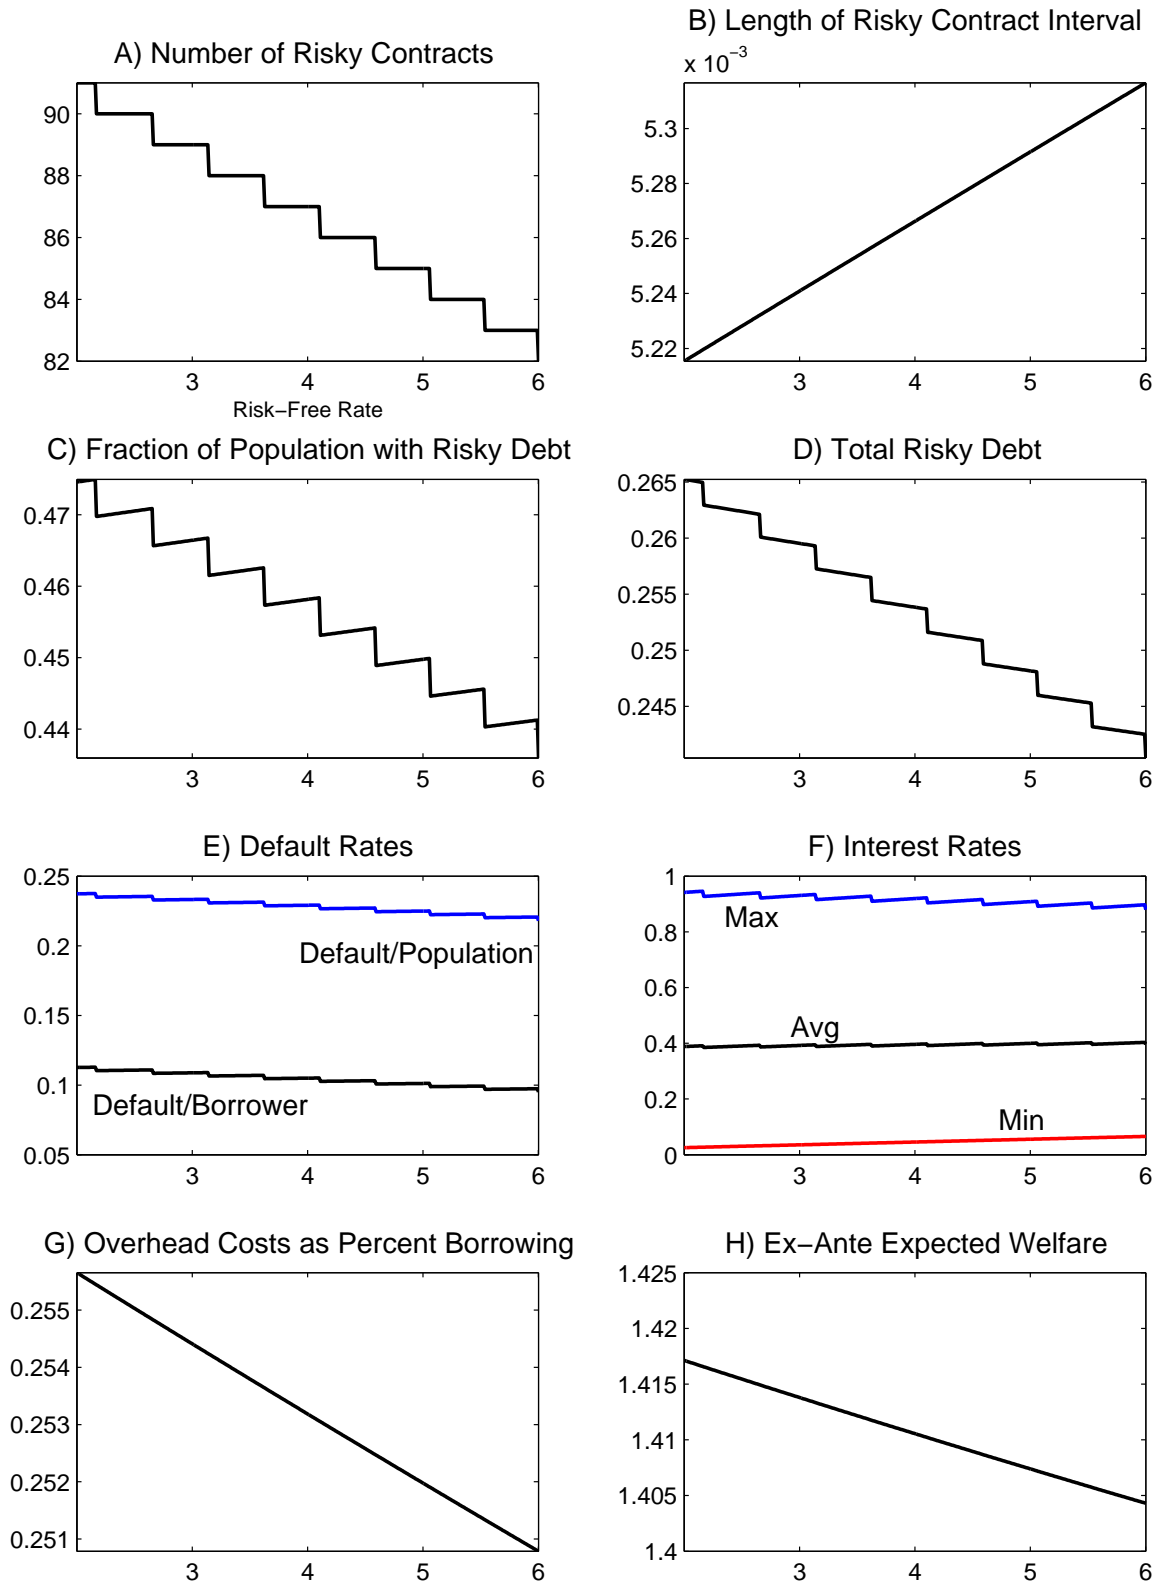 A) Number of Risky Contracts
90
88
86
84
82
3 4 5 6
Risk−Free Rate
B) Length of Risky Contract Interval
x 10−3
5.3
5.28
5.26
5.24
5.22
3 4 5 6
C) Fraction of Population with Risky Debt
0.47
0.46
0.45
0.44
3 4 5 6
D) Total Risky Debt
0.265
0.26
0.255
0.25
0.245
3 4 5 6
E) Default Rates
0.25
0.2
0.15
0.1
0.05
Default/Population
Default/Borrower
3 4 5 6
F) Interest Rates
1
0.8
0.6
0.4
0.2
0
Max
Avg
Min
3 4 5 6
G) Overhead Costs as Percent Borrowing
0.255
0.254
0.253
0.252
0.251
3 4 5 6
H) Ex−Ante Expected Welfare
1.425
1.42
1.415
1.41
1.405
1.4
3 4 5 6